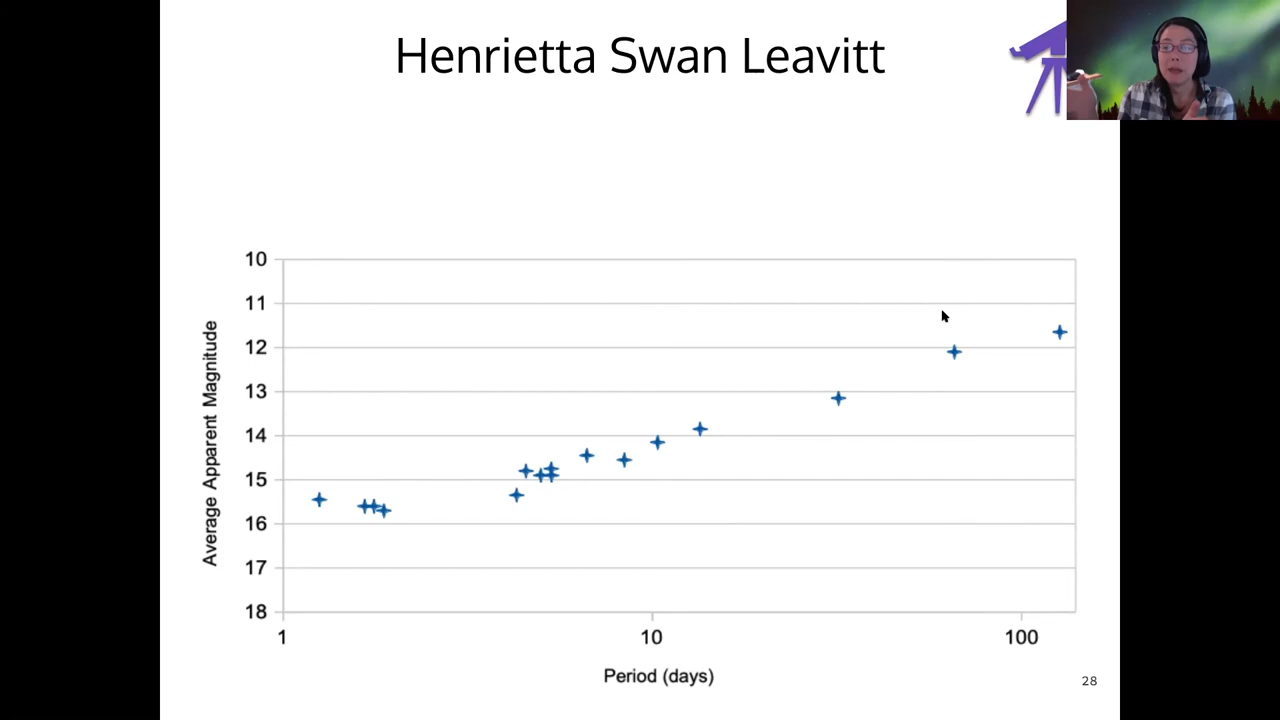 Henrietta Swan Leavitt
Average Apparent Magnitude
10
11
12
13
14
15
16
17
18
1 10 100
Period (days)
28